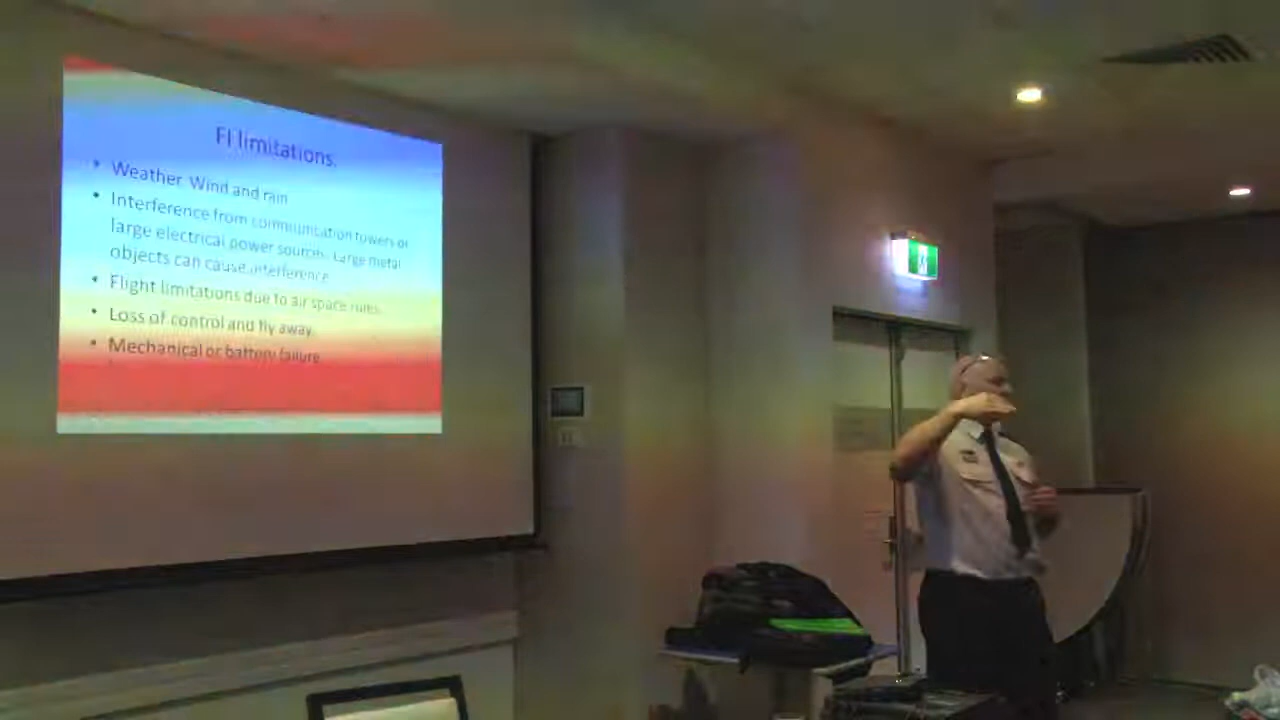 FI limitations.
• Weather. Wind and rain
• Interference from communication towers or
large electrical power sources. Large metal
objects can cause interference
• Flight limitations due to air space rules.
• Loss of control and fly away.
• Mechanical or battery failure